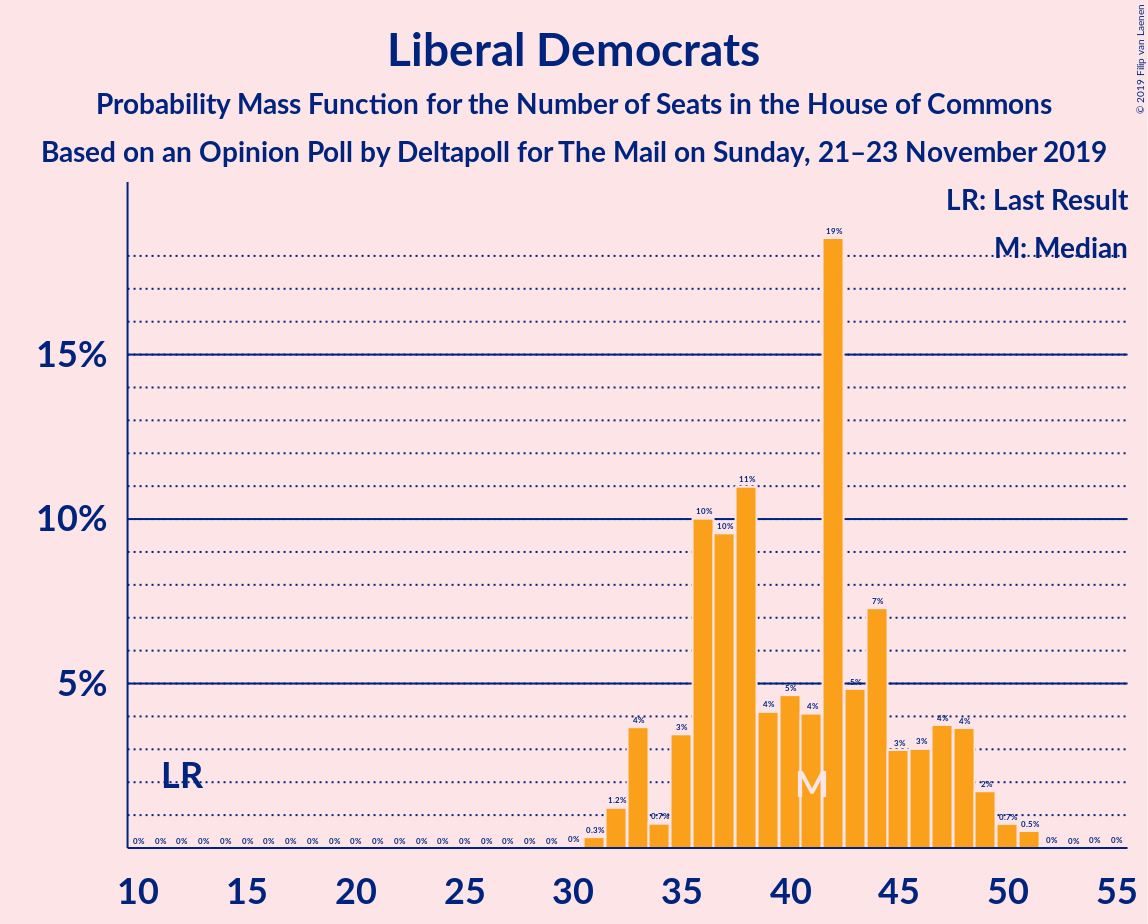 Liberal Democrats
Probability Mass Function for the Number of Seats in the House of Commons
Based on an Opinion Poll by Deltapoll for The Mail on Sunday, 21–23 November 2019
© 2019 Filip van Laenen
LR: Last Result
M: Median
15%
10%
5%
LR
M
0% 0% 0% 0% 0% 0% 0% 0% 0% 0% 0% 0% 0% 0% 0% 0% 0% 0% 0% 0% 0% 0.3% 1.2% 4% 0.7% 3% 10% 10% 11% 4% 5% 4% 19% 5% 7% 3% 3% 4% 4% 2% 0.7% 0.5% 0% 0% 0% 0%
10 15 20 25 30 35 40 45 50 55